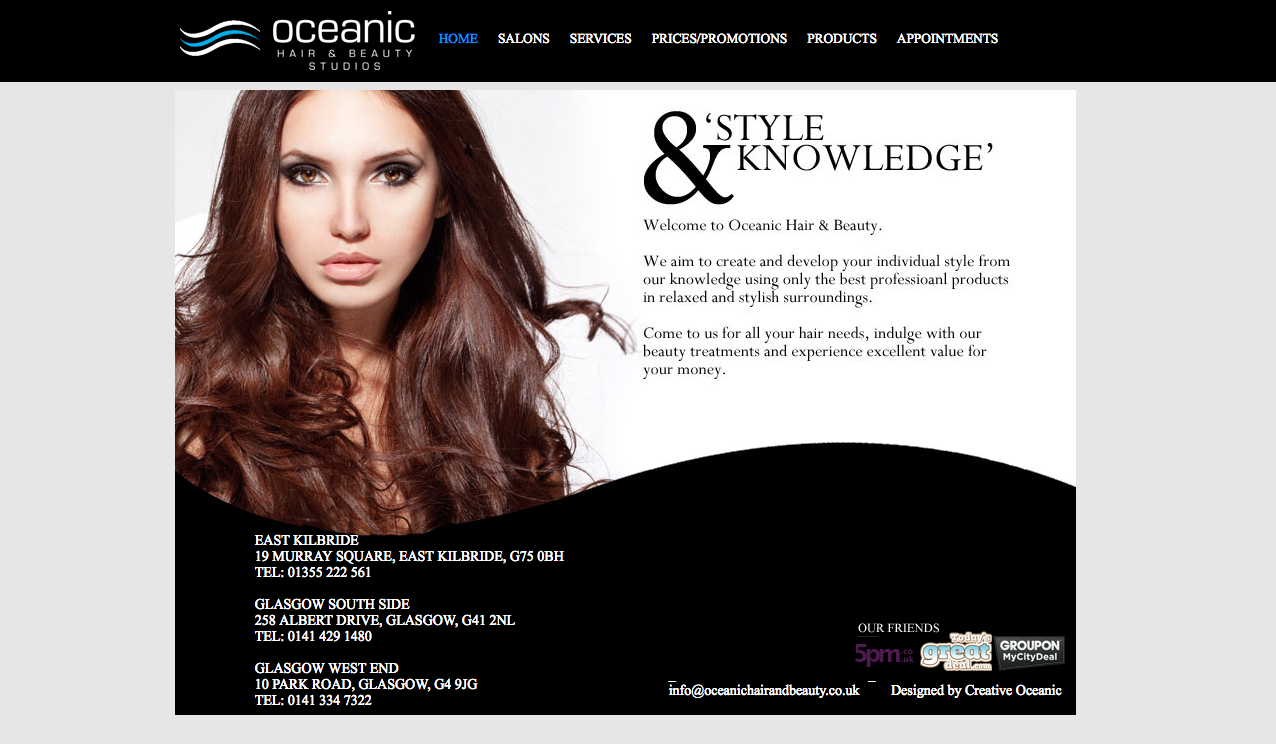 oceanic
HAIR & BEAUTY
STUDIOS
HOME SALONS SERVICES PRICES/PROMOTIONS PRODUCTS APPOINTMENTS
& ‘STYLE
KNOWLEDGE’
Welcome to Oceanic Hair & Beauty.
We aim to create and develop your individual style from
our knowledge using only the best professioanl products
in relaxed and stylish surroundings.
Come to us for all your hair needs, indulge with our
beauty treatments and experience excellent value for
your money.
EAST KILBRIDE
19 MURRAY SQUARE, EAST KILBRIDE, G75 0BH
TEL: 01355 222 561
GLASGOW SOUTH SIDE
258 ALBERT DRIVE, GLASGOW, G41 2NL
TEL: 0141 429 1480
GLASGOW WEST END
10 PARK ROAD, GLASGOW, G4 9JG
TEL: 0141 334 7322
OUR FRIENDS
5pm.co.uk
Today's
great
deal.com
GROUPON
MyCityDeal
info@oceanichairandbeauty.co.uk
Designed by Creative Oceanic